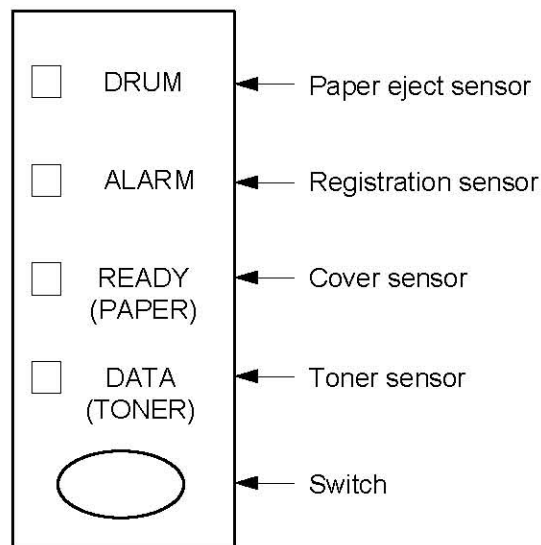 DRUM
Paper eject sensor
ALARM
Registration sensor
READY
(PAPER)
Cover sensor
DATA
(TONER)
Toner sensor
Switch